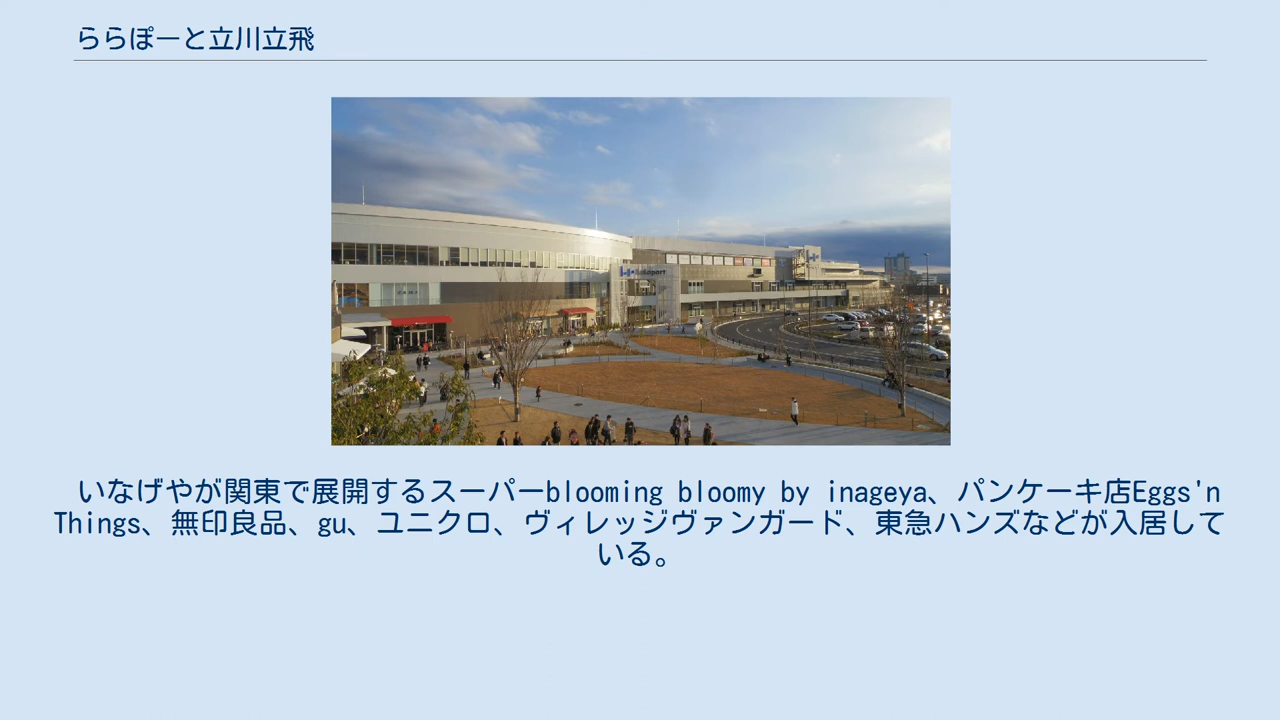 ららぽーと立川立飛
LaLaport
いなげやが関東で展開するスーパーblooming bloomy by inageya、パンケーキ店Eggs'n
Things、無印良品、gu、ユニクロ、ヴィレッジヴァンガード、東急ハンズなどが入居して
いる。